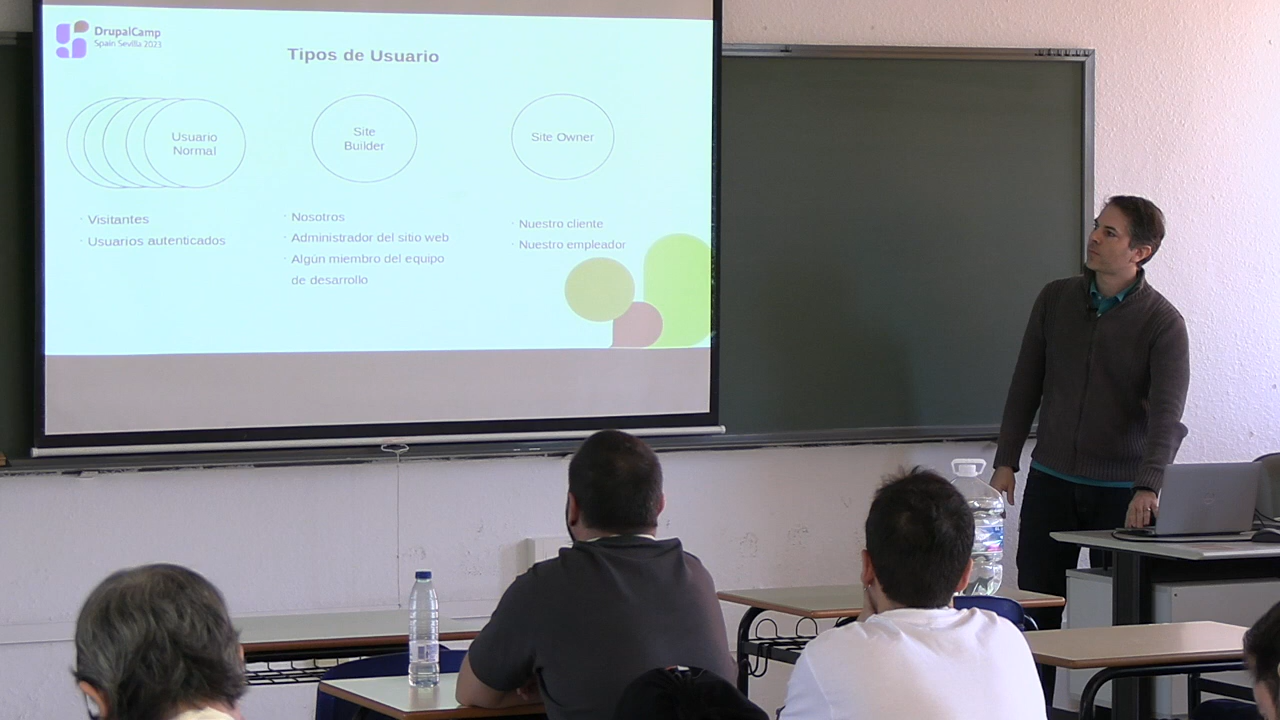 DrupalCamp
Spain Sevilla 2023
Tipos de Usuario
Usuario
Normal
Site
Builder
Site Owner
· Visitantes
· Usuarios autenticados
· Nosotros
· Administrador del sitio web
· Algún miembro del equipo
de desarrollo
· Nuestro cliente
· Nuestro empleador